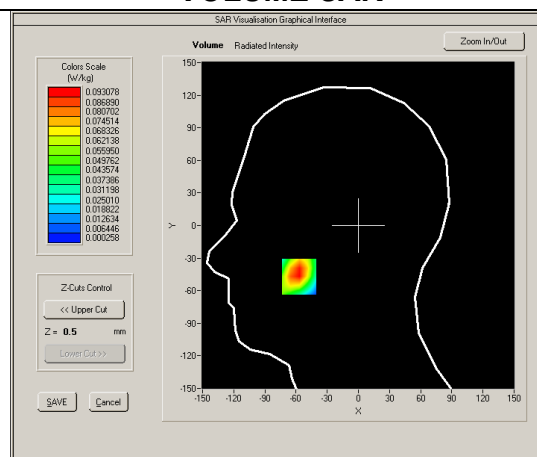 SAR Visualisation Graphical Interface
Volume Radiated Intensity
Zoom In/Out
Colors Scale
(W/kg)
0.093078
0.086890
0.080702
0.074514
0.068326
0.062138
0.055950
0.049762
0.043574
0.037386
0.031198
0.025010
0.018822
0.012634
0.006446
0.000258
Z-Cuts Control
<< Upper Cut
Z = 0.5 mm
Lower Cut >>
SAVE Cancel
150
120
90
60
30
0
-30
-60
-90
-120
-150
Y
-150 -120 -90 -60 -30 0 30 60 90 120 150
X